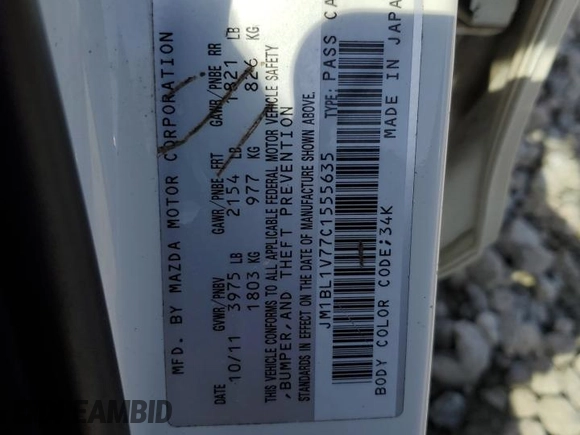 MFD. BY MAZDA MOTOR CORPORATION
DATE GVWR/PNBV GAWR/PNBE FRT GAWR/PNBE RR
10/11 3975 LB 2154 LB 1821 LB
1803 KG 977 KG 826 KG
THIS VEHICLE CONFORMS TO ALL APPLICABLE FEDERAL MOTOR VEHICLE SAFETY
,BUMPER,AND THEFT PREVENTION
STANDARDS IN EFFECT ON THE DATE OF MANUFACTURE SHOWN ABOVE.
JM1BL1V77C1555635 TYPE: PASS CA
BODY COLOR CODE;34K MADE IN JAPA